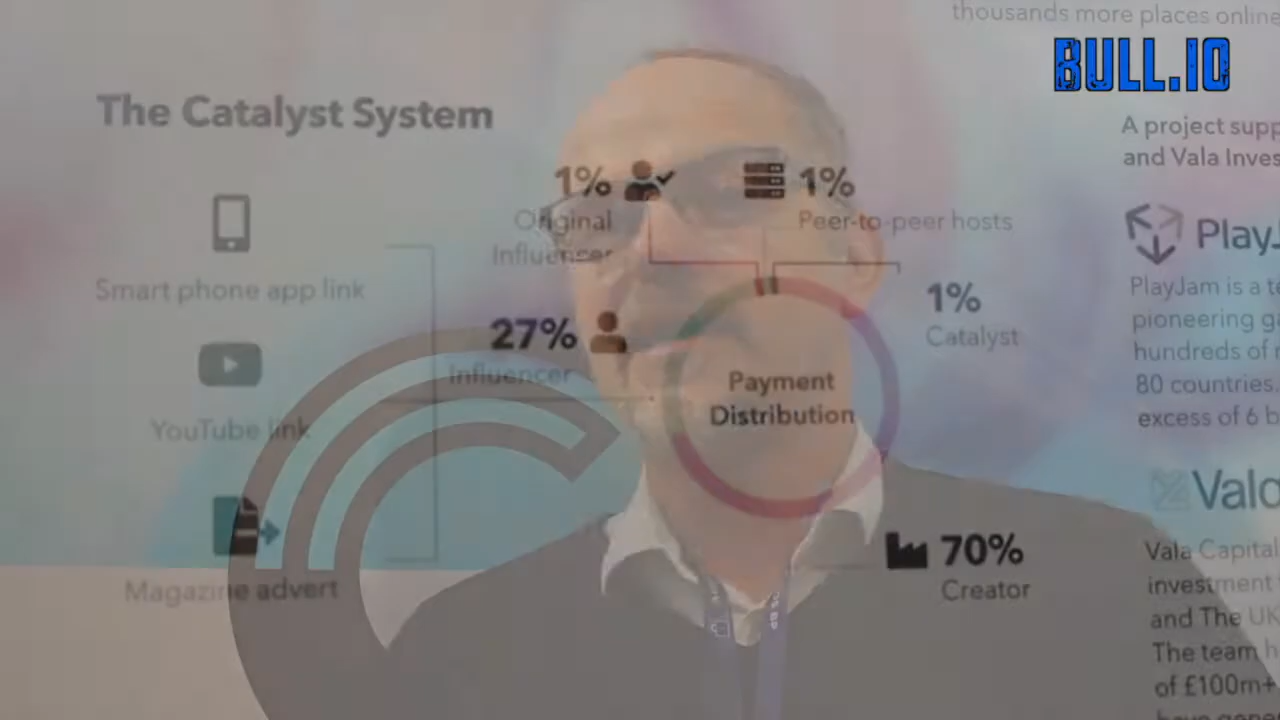 thousands more places online
BULL.IO
The Catalyst System
A project supp
and Vala Inves
1%
Original
Influencer
1%
Peer-to-peer hosts
PlayJ
Smart phone app link
PlayJam is a te
pioneering ga
hundreds of
80 countries,
excess of 6 b
1%
Catalyst
27%
Influencer
Payment
Distribution
YouTube link
Vala
70%
Creator
Magazine advert
Vala Capital
investment
and The UK
The team h
of £100m+